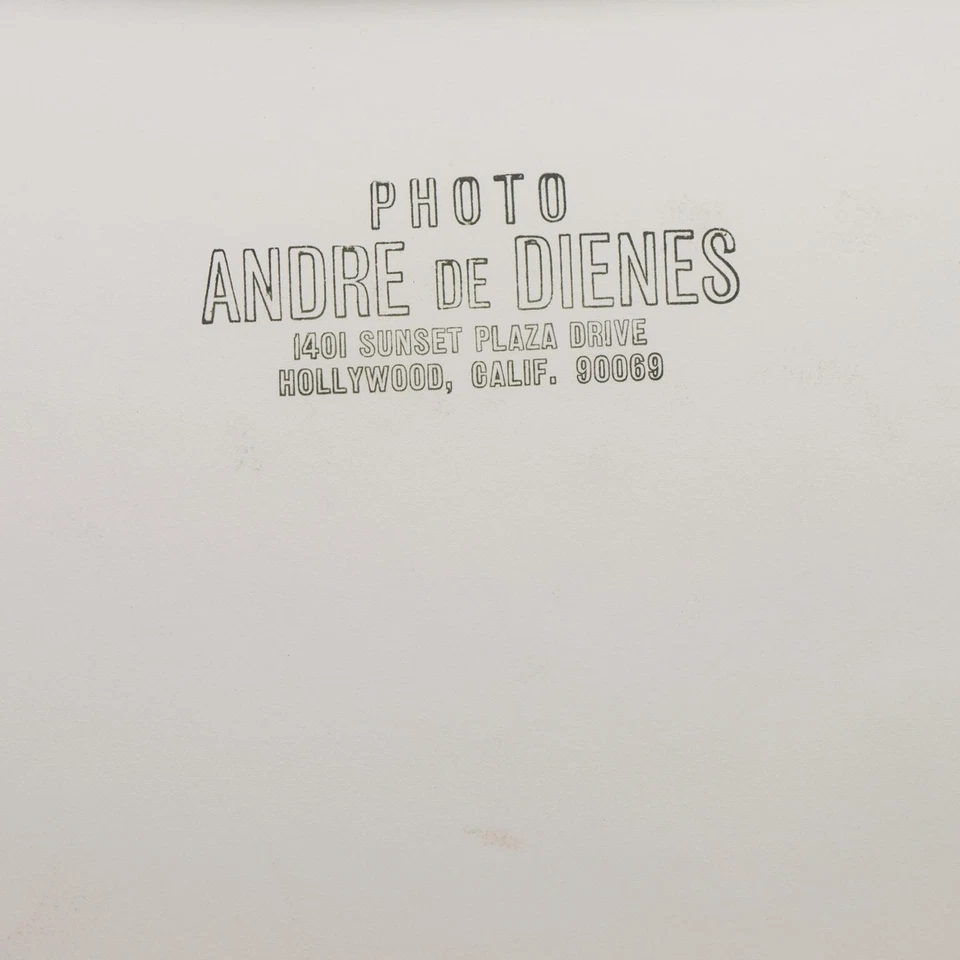 PHOTO
ANDRE DE DIENES
1401 SUNSET PLAZA DRIVE
HOLLYWOOD, CALIF. 90069